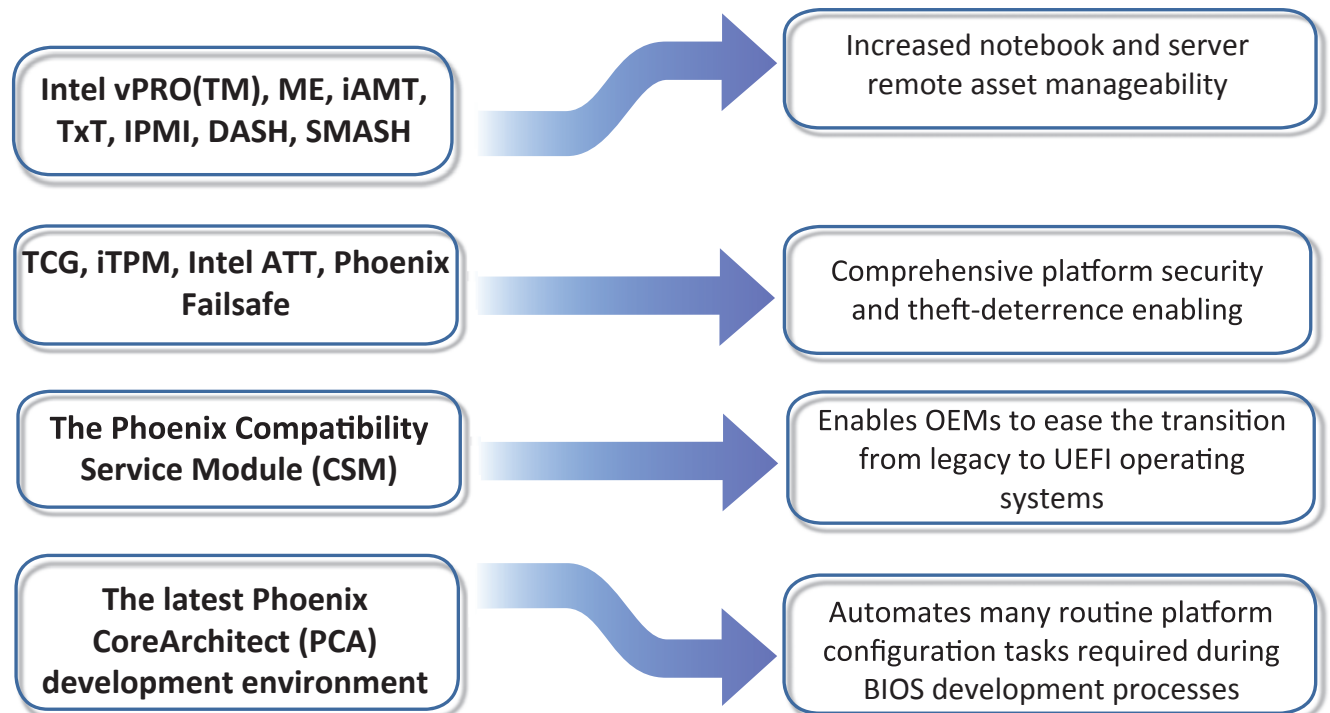 Intel vPRO(TM), ME, iAMT,
TxT, IPMI, DASH, SMASH
Increased notebook and server
remote asset manageability
TCG, iTPM, Intel ATT, Phoenix
Failsafe
Comprehensive platform security
and theft-deterrence enabling
The Phoenix Compatibility
Service Module (CSM)
Enables OEMs to ease the transition
from legacy to UEFI operating
systems
The latest Phoenix
CoreArchitect (PCA)
development environment
Automates many routine platform
configuration tasks required during
BIOS development processes